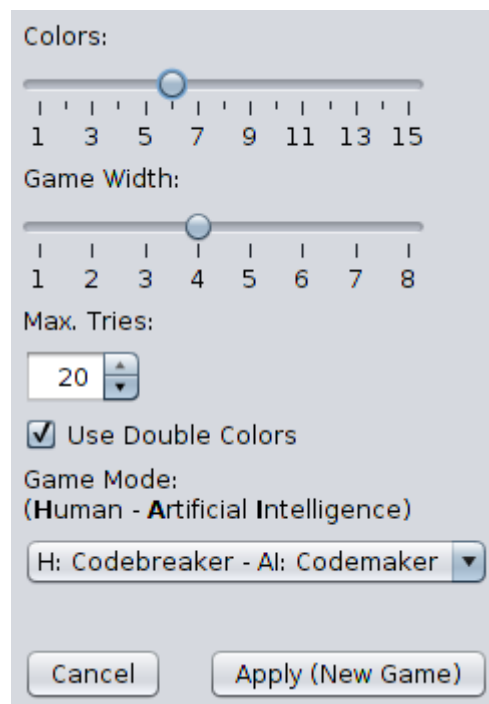 Colors:
1 3 5 7 9 11 13 15
Game Width:
1 2 3 4 5 6 7 8
Max. Tries:
20
Use Double Colors
Game Mode:
(Human - Artificial Intelligence)
H: Codebreaker - AI: Codemaker
Cancel Apply (New Game)